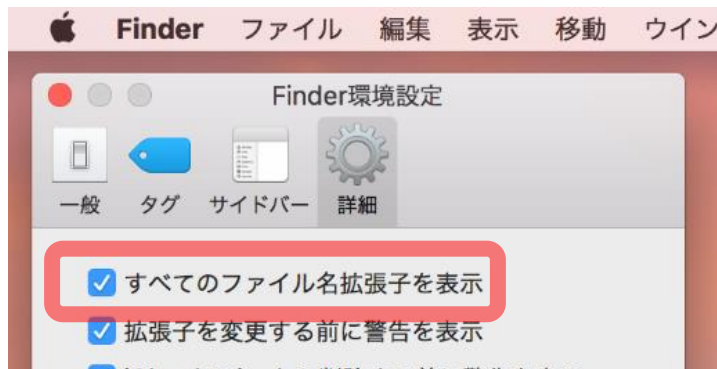 Finder ファイル 編集 表示 移動 ウイン
Finder環境設定
一般 タグ サイドバー 詳細
すべてのファイル名拡張子を表示
拡張子を変更する前に警告を表示